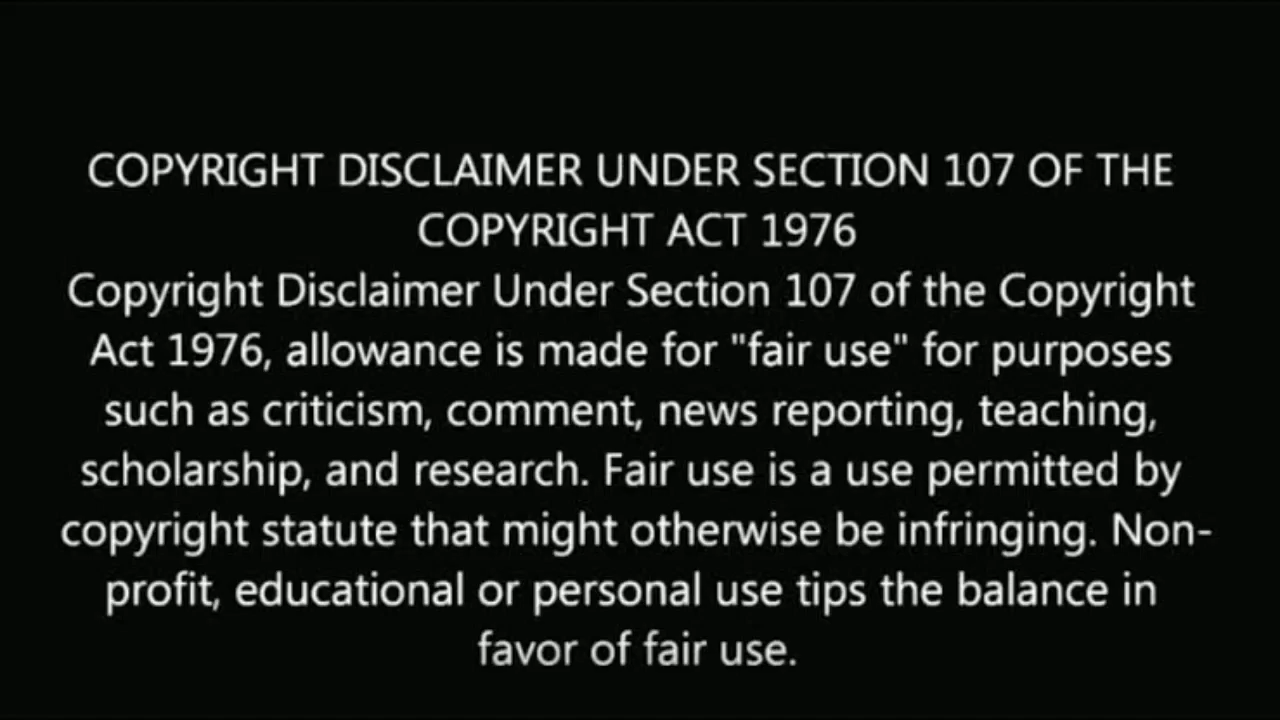 COPYRIGHT DISCLAIMER UNDER SECTION 107 OF THE
COPYRIGHT ACT 1976
Copyright Disclaimer Under Section 107 of the Copyright
Act 1976, allowance is made for "fair use" for purposes
such as criticism, comment, news reporting, teaching,
scholarship, and research. Fair use is a use permitted by
copyright statute that might otherwise be infringing. Non-
profit, educational or personal use tips the balance in
favor of fair use.